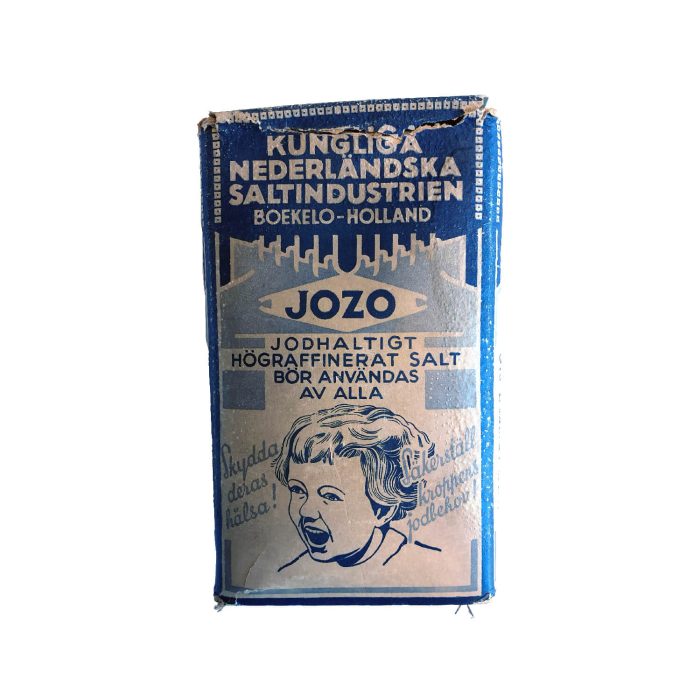 KUNGLIGA
NEDERLÄNDSKA
SALTINDUSTRIEN
BOEKELO-HOLLAND
JOZO
JODHALTIGT
HÖGRAFFINERAT SALT
BÖR ANVÄNDAS
AV ALLA
Skydda
deras
hälsa!
Säkerställ
kroppens
jodbehov!